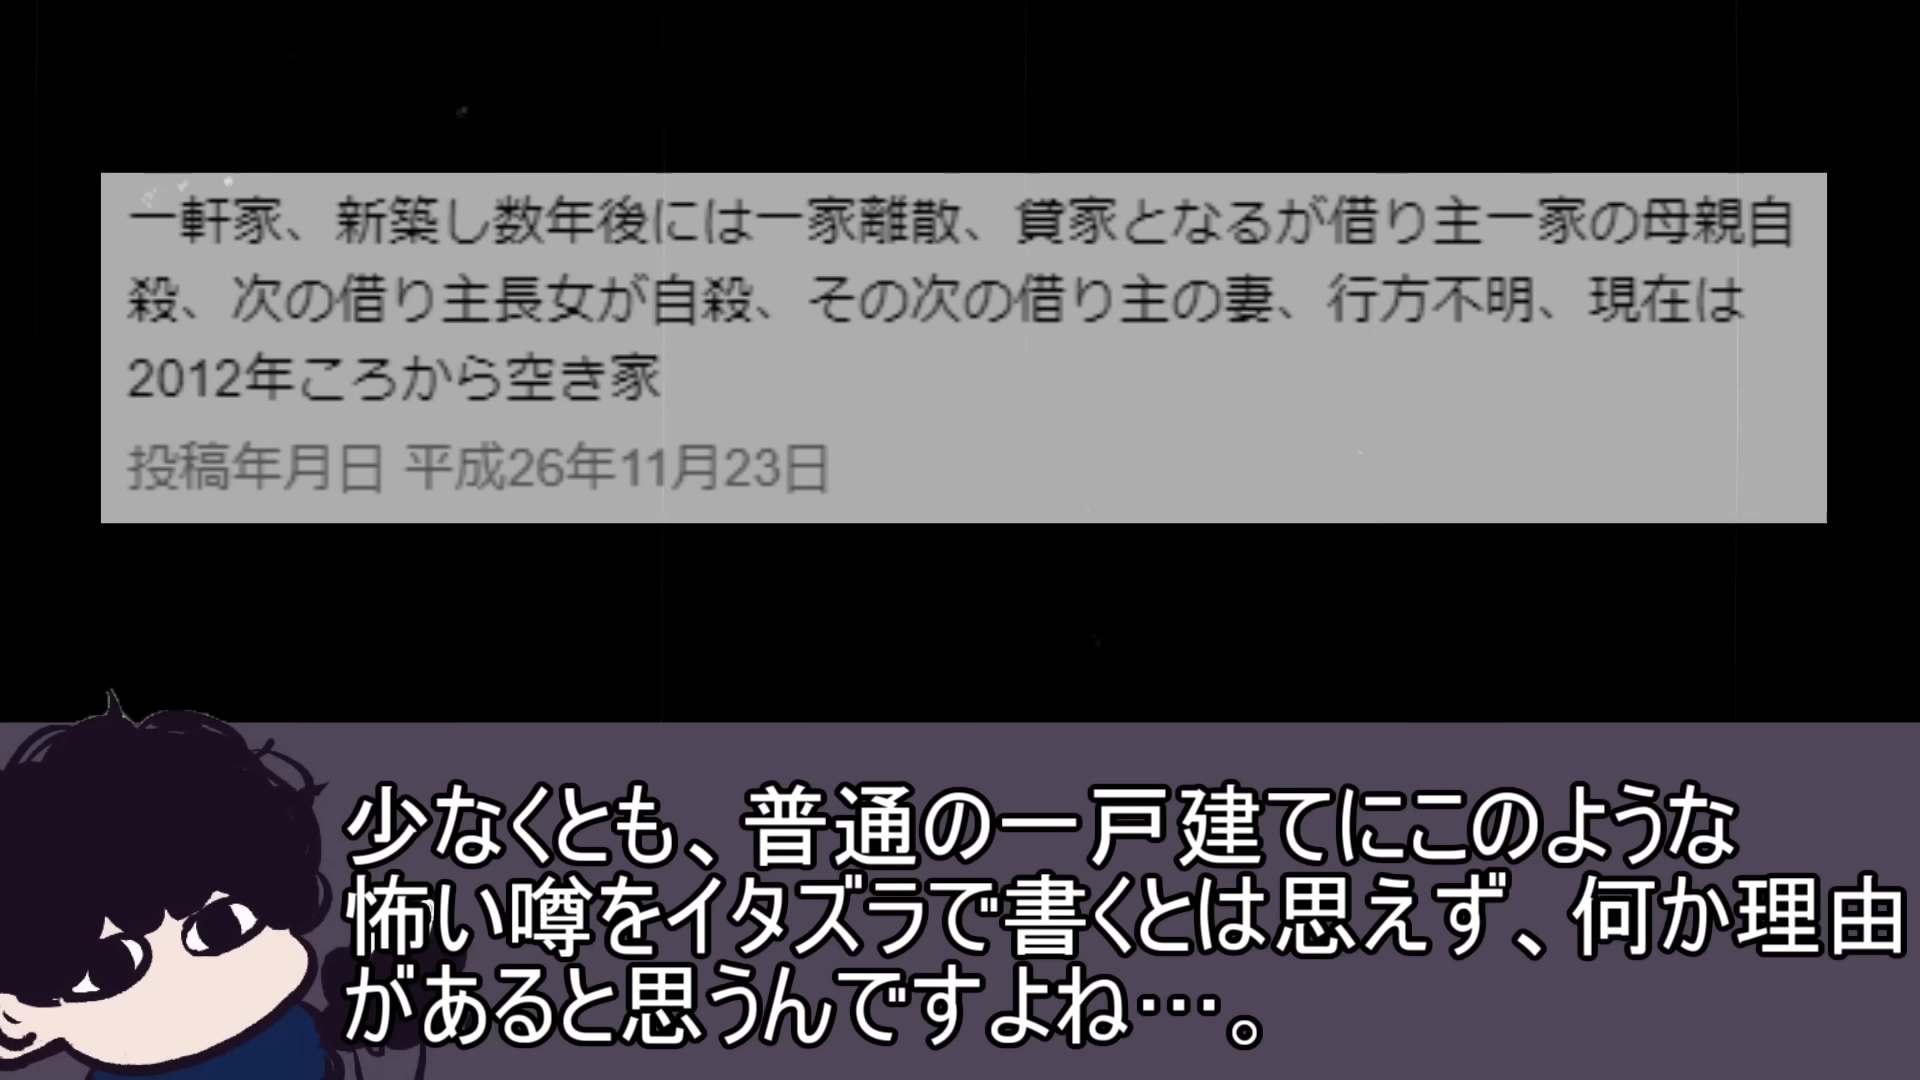 一軒家、新築し数年後には一家離散、貸家となるが借り主一家の母親自
殺、次の借り主長女が自殺、その次の借り主の妻、行方不明、現在は
2012年ころから空き家
投稿年月日 平成26年11月23日
少なくとも、普通の一戸建てにこのような
怖い噂をイタズラで書くとは思えず、何か理由
があると思うんですよね…。